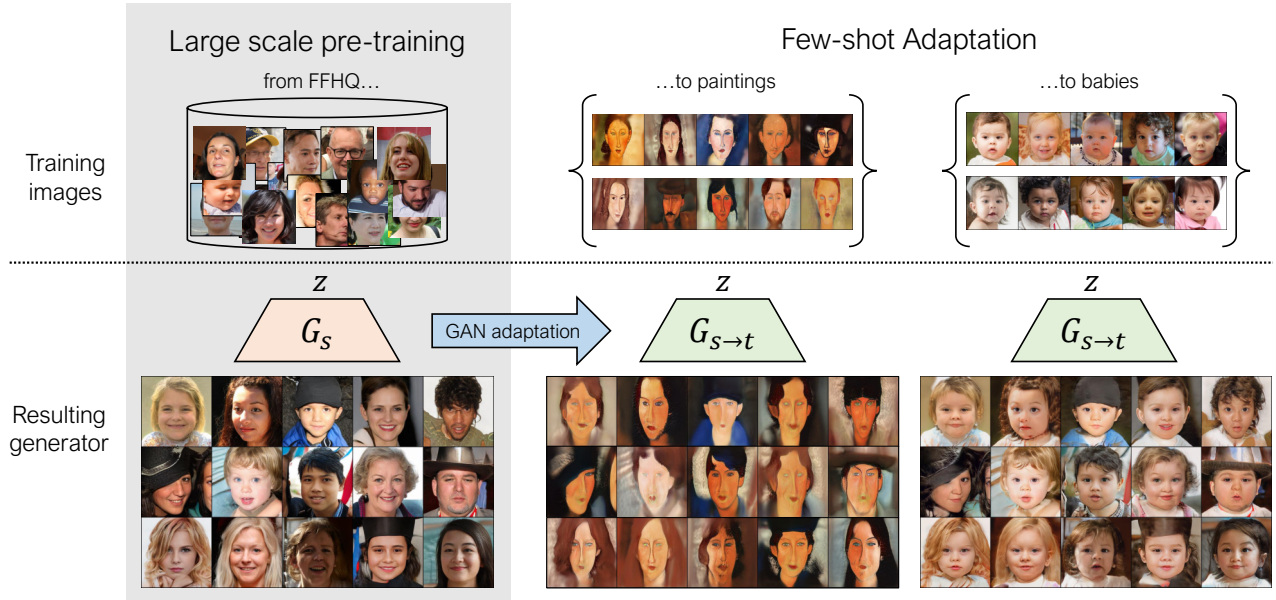 Large scale pre-training
Few-shot Adaptation
from FFHQ...
...to paintings
...to babies
Training
images
z
z
z
G_s
GAN adaptation
G_{s→t}
G_{s→t}
Resulting
generator